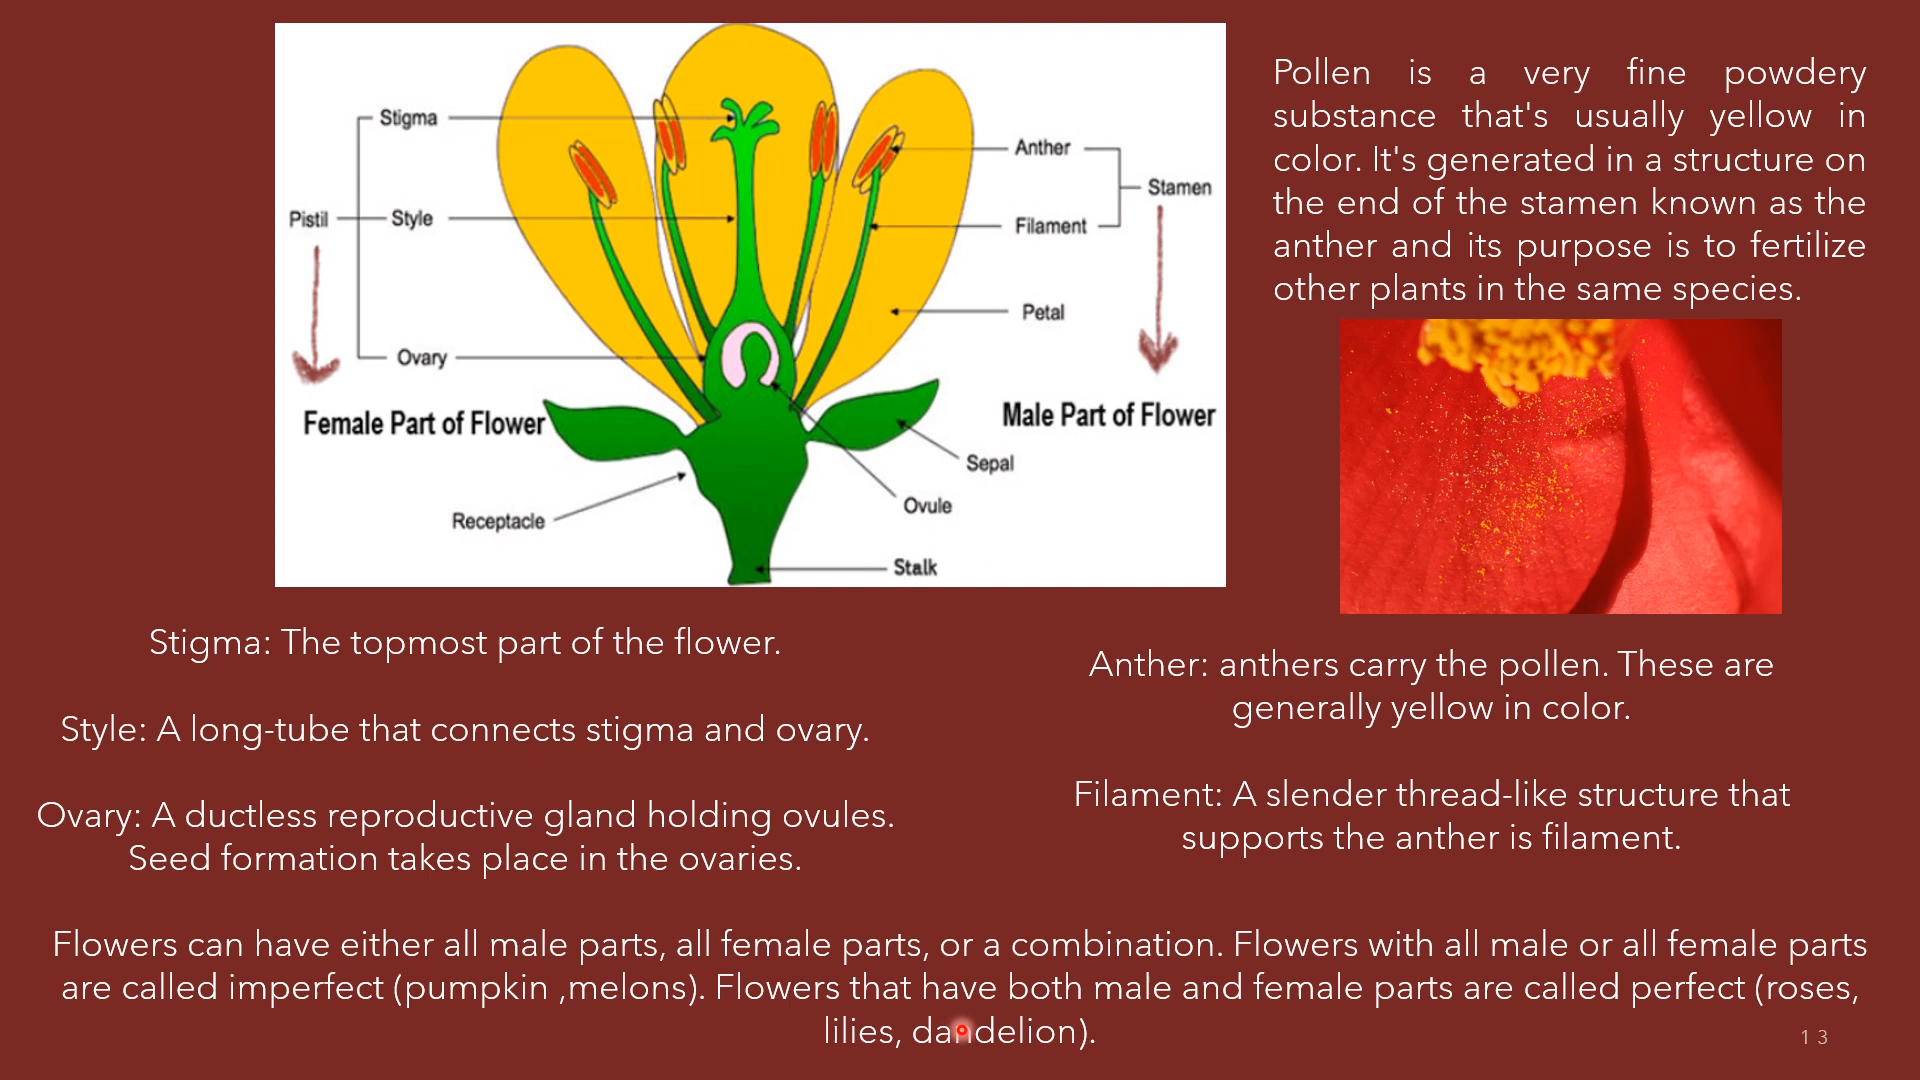 Stigma
Style
Pistil
Ovary
Female Part of Flower
Receptacle
Anther
Stamen
Filament
Petal
Male Part of Flower
Sepal
Ovule
Stalk
Pollen is a very fine powdery
substance that's usually yellow in
color. It's generated in a structure on
the end of the stamen known as the
anther and its purpose is to fertilize
other plants in the same species.
Stigma: The topmost part of the flower.
Style: A long-tube that connects stigma and ovary.
Ovary: A ductless reproductive gland holding ovules.
Seed formation takes place in the ovaries.
Anther: anthers carry the pollen. These are
generally yellow in color.
Filament: A slender thread-like structure that
supports the anther is filament.
Flowers can have either all male parts, all female parts, or a combination. Flowers with all male or all female parts
are called imperfect (pumpkin ,melons). Flowers that have both male and female parts are called perfect (roses,
lilies, dandelion).
13